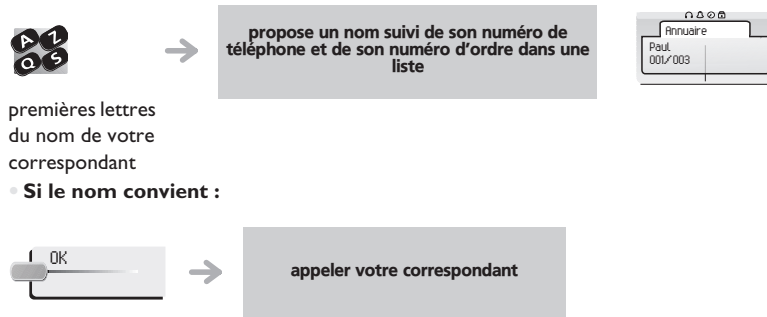 A Z
Q S
propose un nom suivi de son numéro de
téléphone et de son numéro d'ordre dans une
liste
Annuaire
Paul
001/003
premières lettres
du nom de votre
correspondant
• Si le nom convient :
OK
appeler votre correspondant